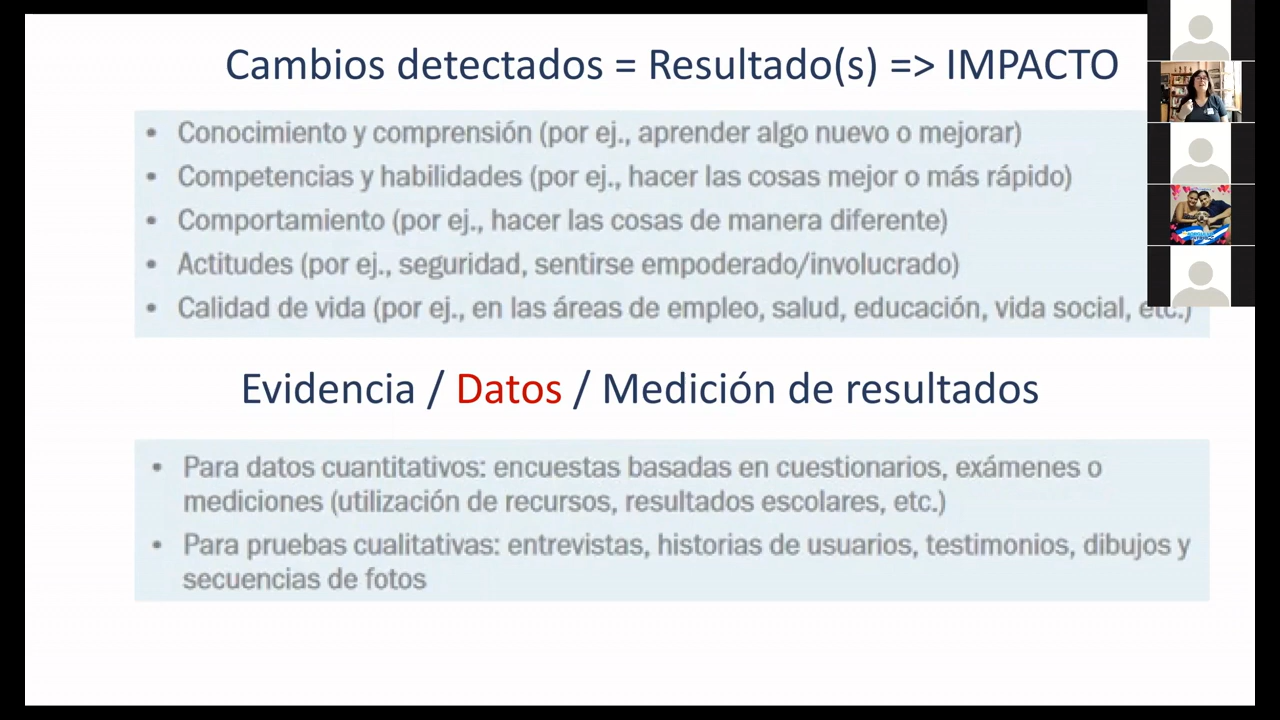 Cambios detectados = Resultado(s) => IMPACTO
• Conocimiento y comprensión (por ej., aprender algo nuevo o mejorar)
• Competencias y habilidades (por ej., hacer las cosas mejor o más rápido)
• Comportamiento (por ej., hacer las cosas de manera diferente)
• Actitudes (por ej., seguridad, sentirse empoderado/involucrado)
• Calidad de vida (por ej., en las áreas de empleo, salud, educación, vida social, etc.)
Evidencia / Datos / Medición de resultados
• Para datos cuantitativos: encuestas basadas en cuestionarios, exámenes o
mediciones (utilización de recursos, resultados escolares, etc.)
• Para pruebas cualitativas: entrevistas, historias de usuarios, testimonios, dibujos y
secuencias de fotos